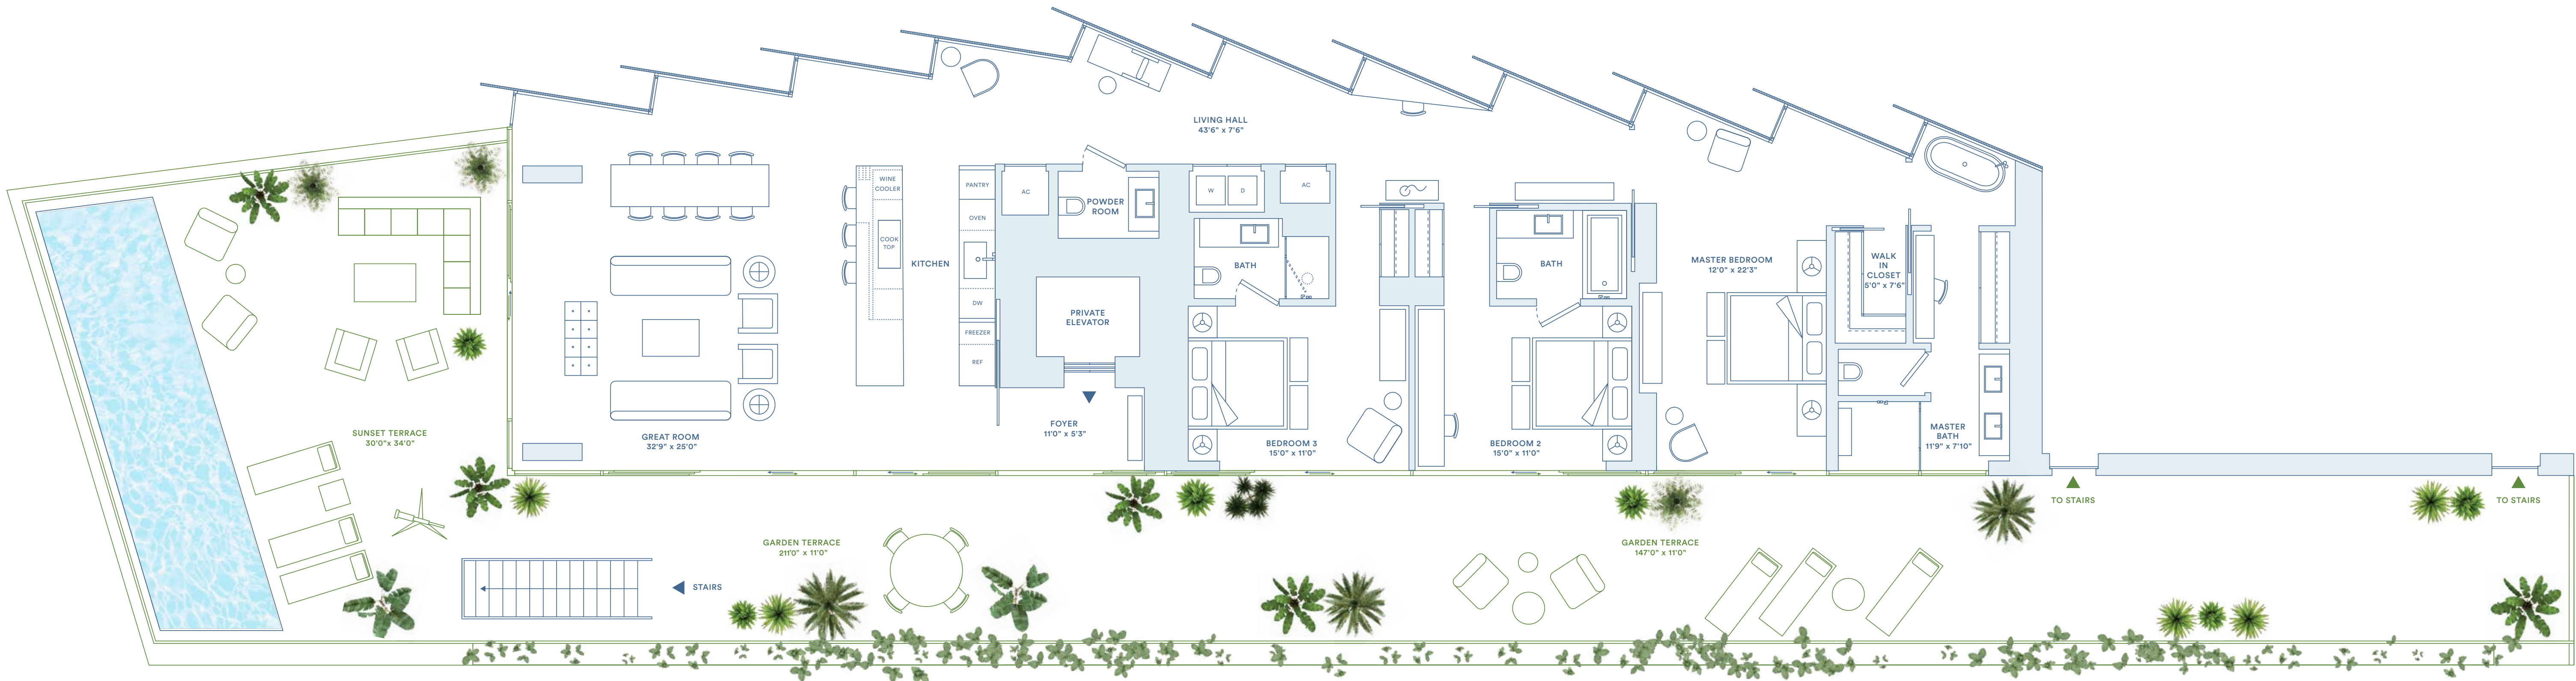 LIVING HALL
43'6" x 7'6"
WINE
COOLER
COOK
TOP
KITCHEN
PANTRY
OVEN
DW
FREEZER
REF
AC
POWDER
ROOM
PRIVATE
ELEVATOR
FOYER
11'0" x 5'3"
W
D
AC
BATH
BEDROOM 3
15'0" x 11'0"
BATH
BEDROOM 2
15'0" x 11'0"
MASTER BEDROOM
12'0" x 22'3"
WALK
IN
CLOSET
5'0" x 7'6"
MASTER
BATH
11'9" x 7'10"
SUNSET TERRACE
30'0"x 34'0"
GREAT ROOM
32'9" x 25'0"
GARDEN TERRACE
211'0" x 11'0"
STAIRS
GARDEN TERRACE
147'0" x 11'0"
TO STAIRS
TO STAIRS